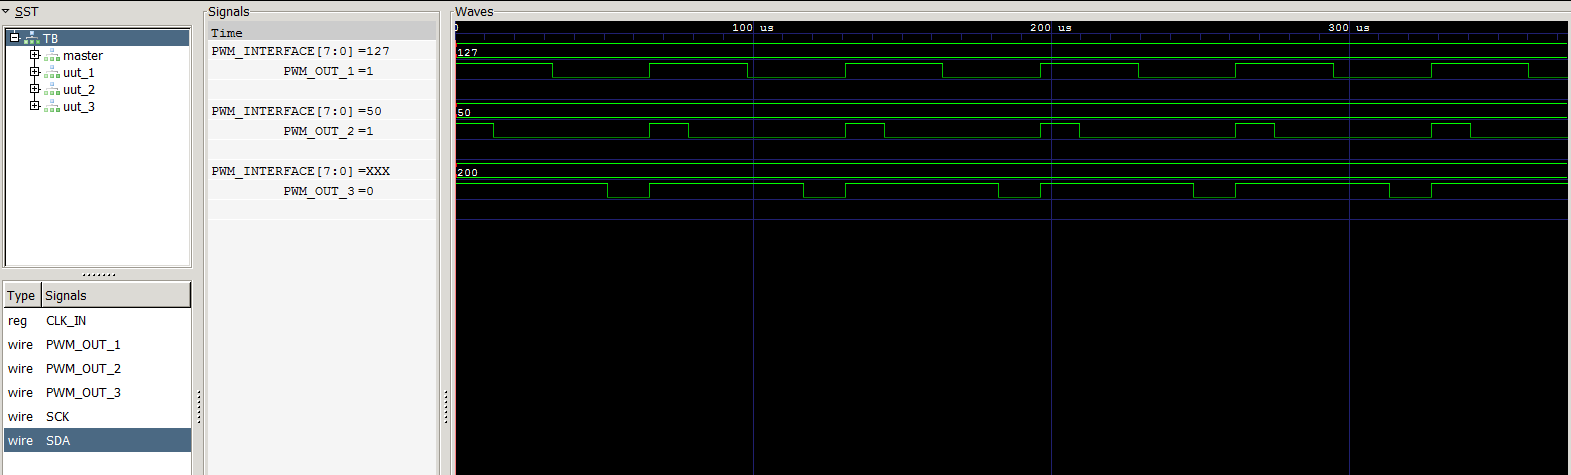 SST
TB
master
uut_1
uut_2
uut_3
Type Signals
reg CLK_IN
wire PWM_OUT_1
wire PWM_OUT_2
wire PWM_OUT_3
wire SCK
wire SDA
Signals
Time
PWM_INTERFACE[7:0] =127
PWM_OUT_1 =1
PWM_INTERFACE[7:0] =50
PWM_OUT_2 =1
PWM_INTERFACE[7:0] =XXX
PWM_OUT_3 =0
Waves
0 100 us 200 us 300 us
127
50
200